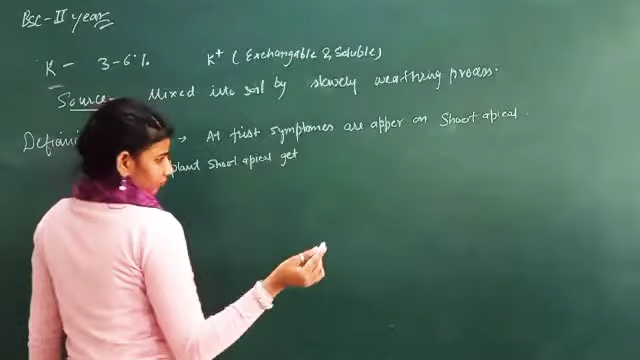 BSC-II year
K - 3-6% K+ (Exchangable & Soluble)
Source- Mixed into soil by slowely weathring process.
Deficin → At first symptomes are apper on Shoot apical.
plant Shoot apical get